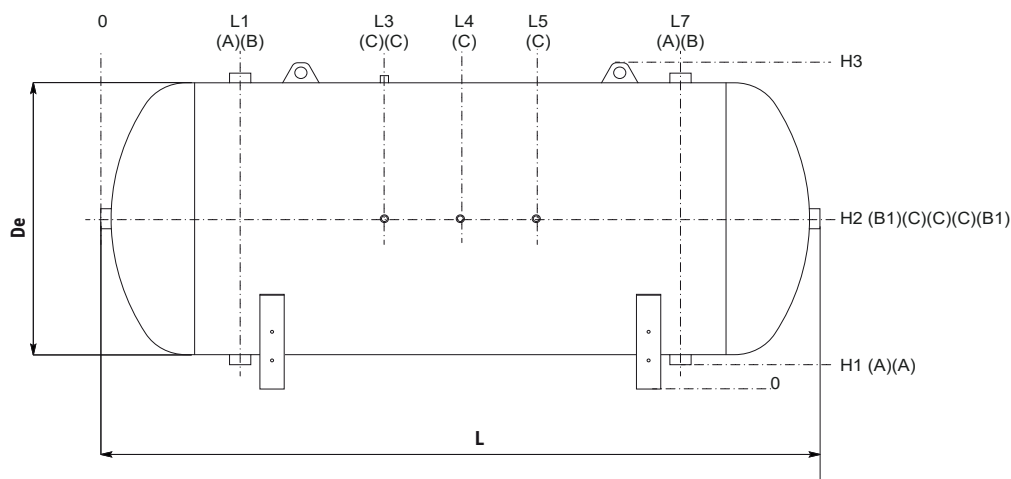 0 L1 L3 L4 L5 L7
(A)(B) (C)(C) (C) (C) (A)(B)
H3
De
H2 (B1)(C)(C)(C)(B1)
H1 (A)(A)
0
L